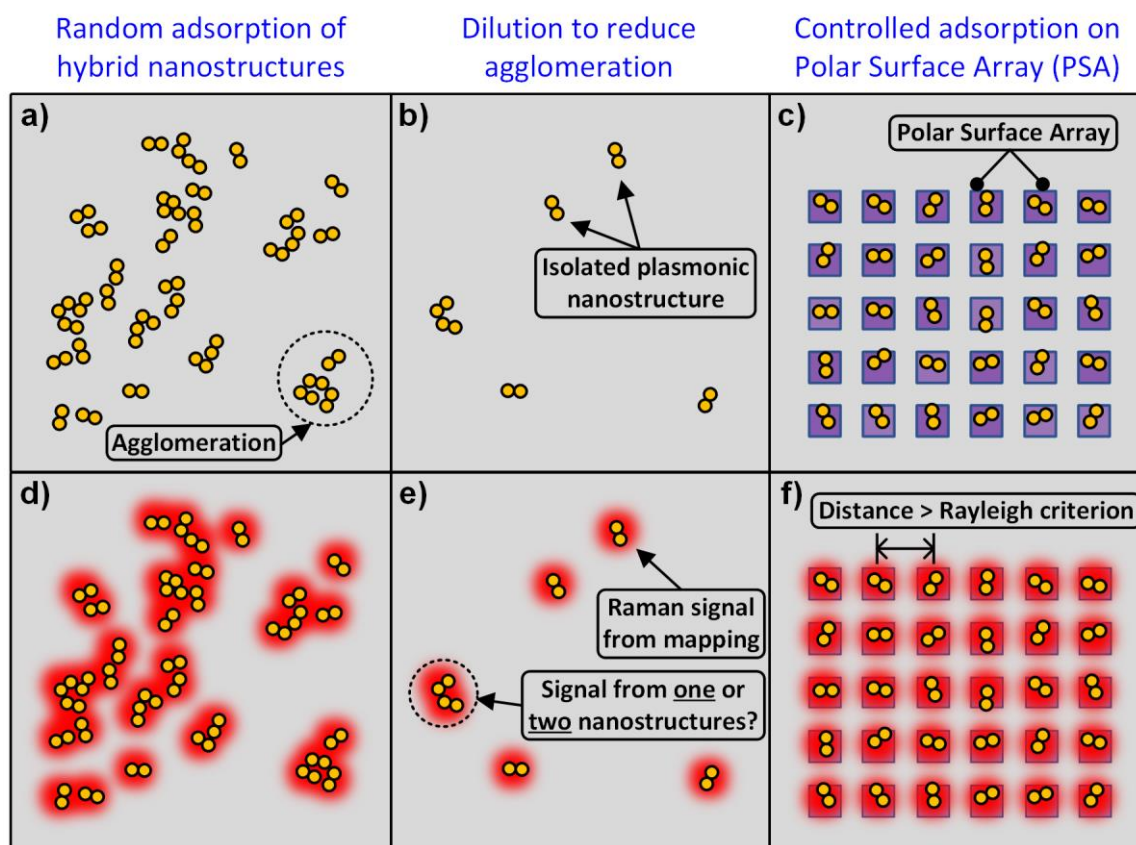 Random adsorption of
hybrid nanostructures
Dilution to reduce
agglomeration
Controlled adsorption on
Polar Surface Array (PSA)
a)
Agglomeration
b)
Isolated plasmonic
nanostructure
c)
Polar Surface Array
d)
e)
Raman signal
from mapping
Signal from one or
two nanostructures?
f)
Distance > Rayleigh criterion